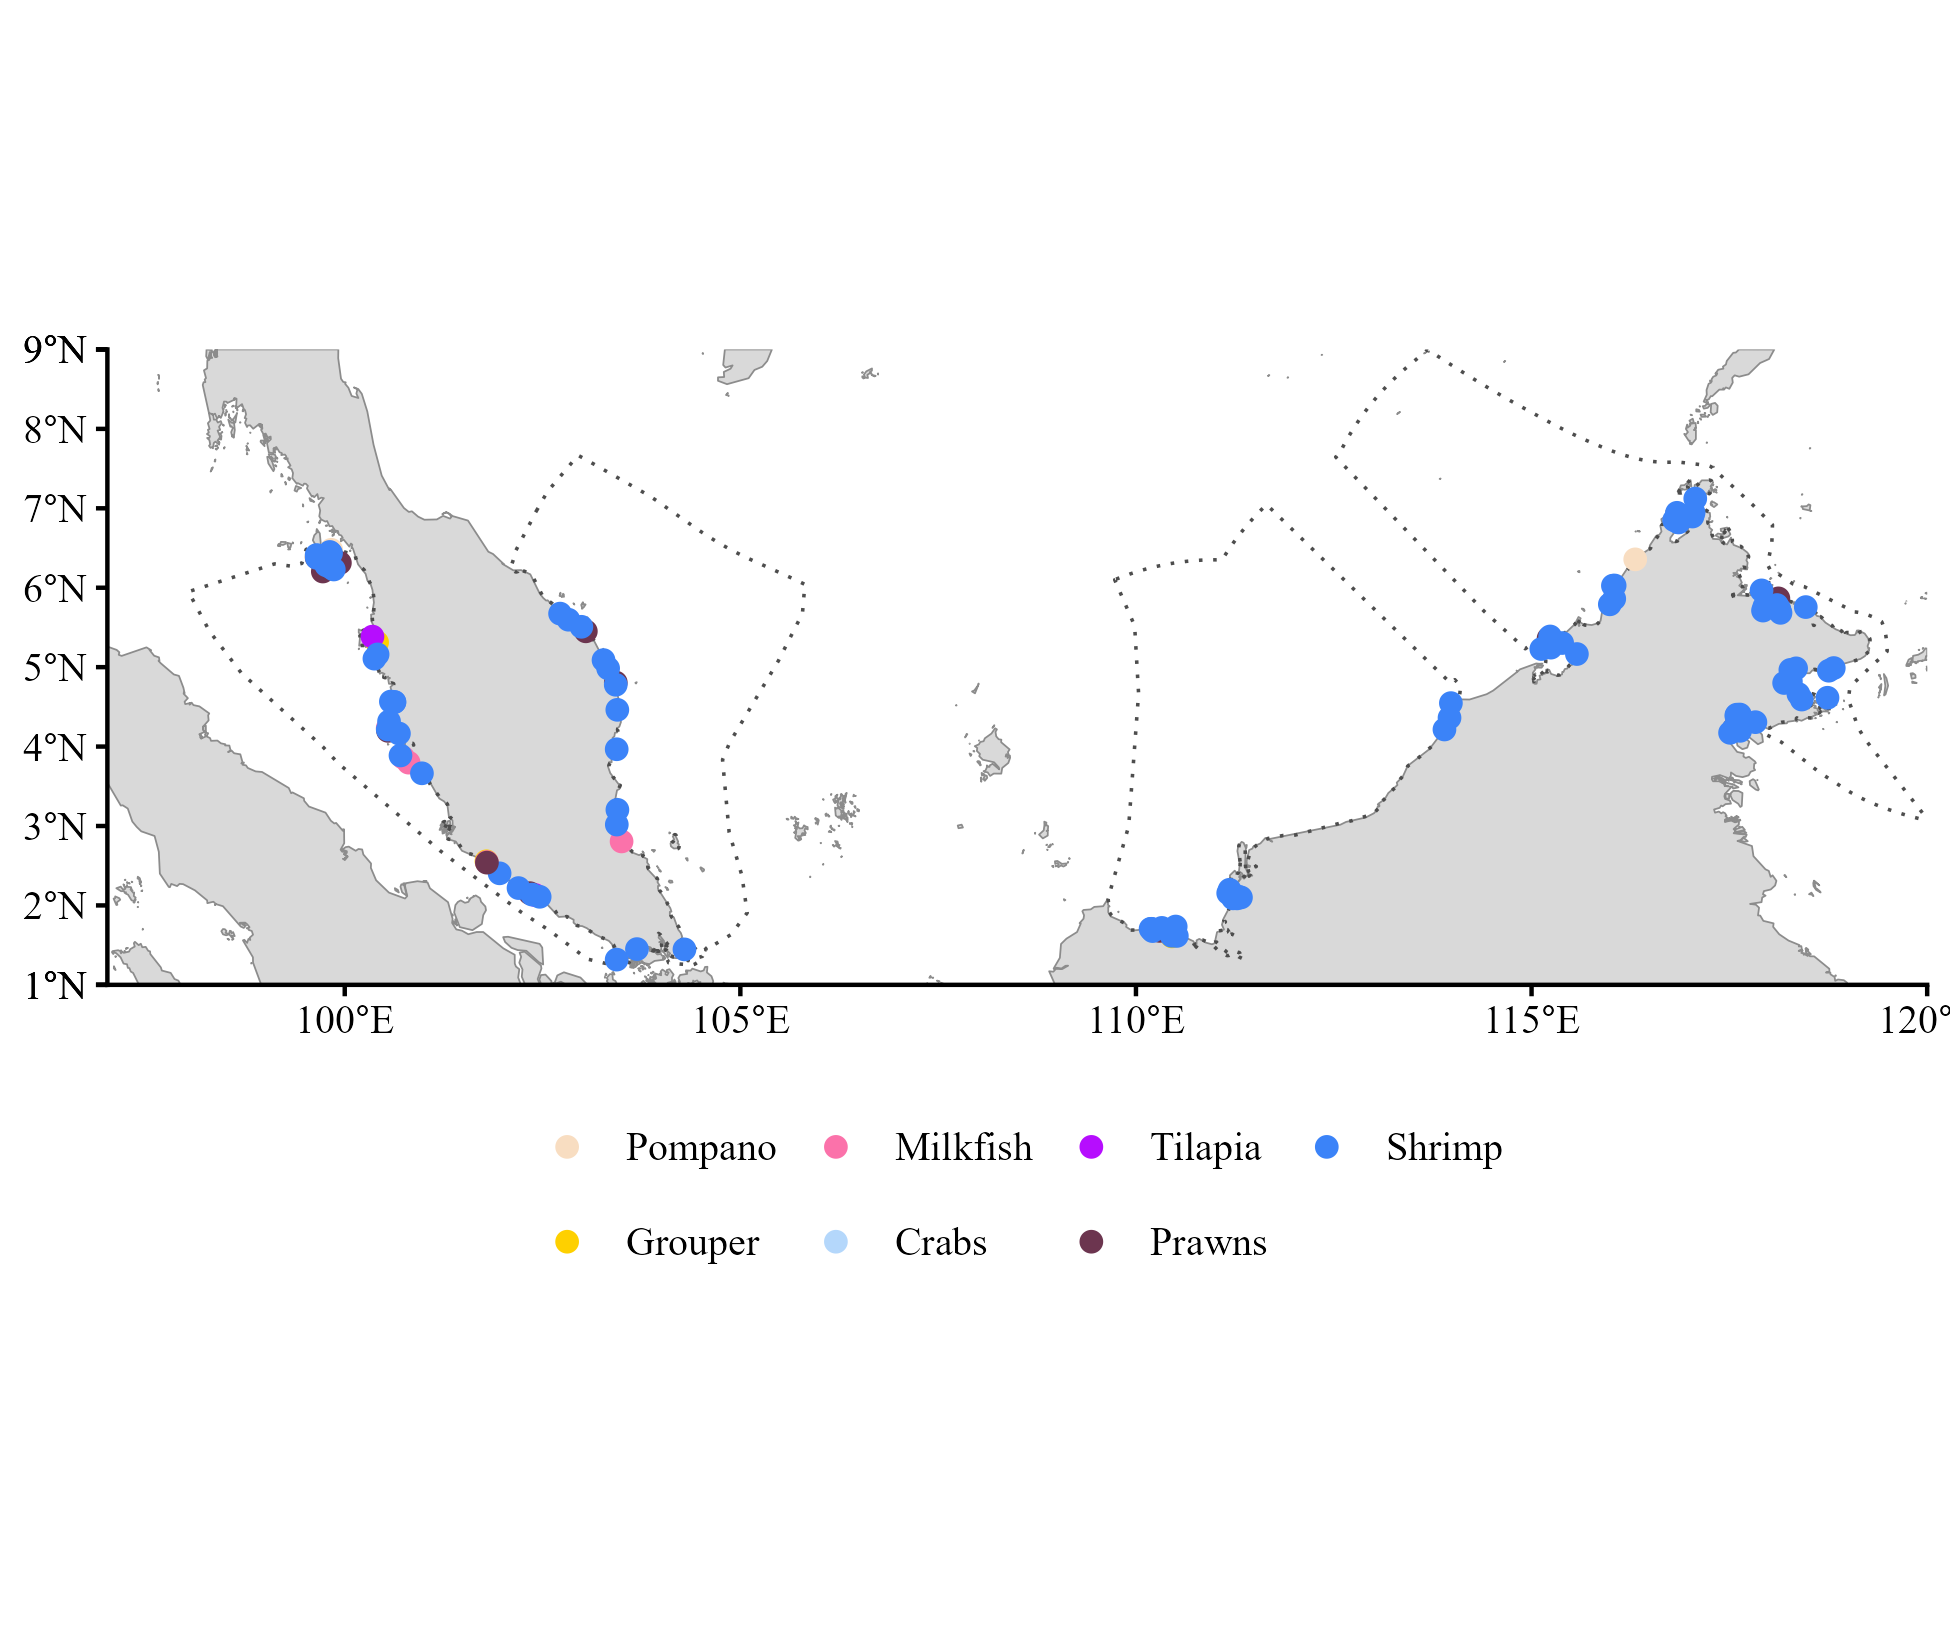 9°N
8°N
7°N
6°N
5°N
4°N
3°N
2°N
1°N
100°E 105°E 110°E 115°E 120°
Pompano Milkfish Tilapia Shrimp
Grouper Crabs Prawns